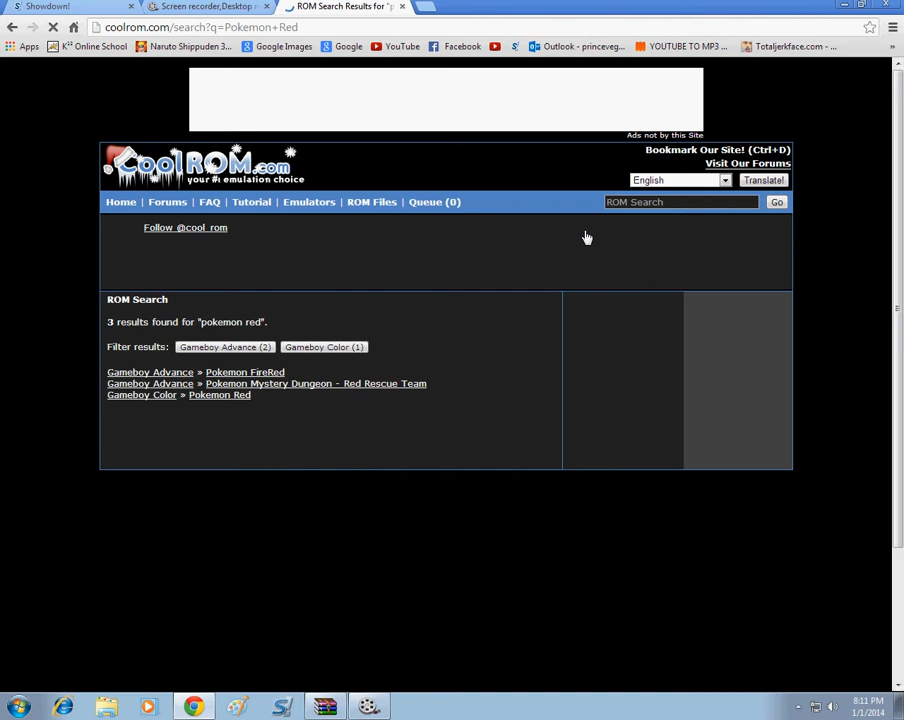 Showdown!
Screen recorder,Desktop r
ROM Search Results for "p
coolrom.com/search?q=Pokemon+Red
Apps
K¹² Online School
Naruto Shippuden 3...
Google Images
Google
YouTube
Facebook
Outlook - princeveg...
YOUTUBE TO MP3 ...
Totaljerkface.com - ...
Ads not by this Site
CoolROM.com
your #1 emulation choice
Bookmark Our Site! (Ctrl+D)
Visit Our Forums
English
Translate!
Home | Forums | FAQ | Tutorial | Emulators | ROM Files | Queue (0)
ROM Search
Go
Follow @cool_rom
ROM Search
3 results found for "pokemon red".
Filter results:
Gameboy Advance (2)
Gameboy Color (1)
Gameboy Advance » Pokemon FireRed
Gameboy Advance » Pokemon Mystery Dungeon - Red Rescue Team
Gameboy Color » Pokemon Red
8:11 PM
1/1/2014